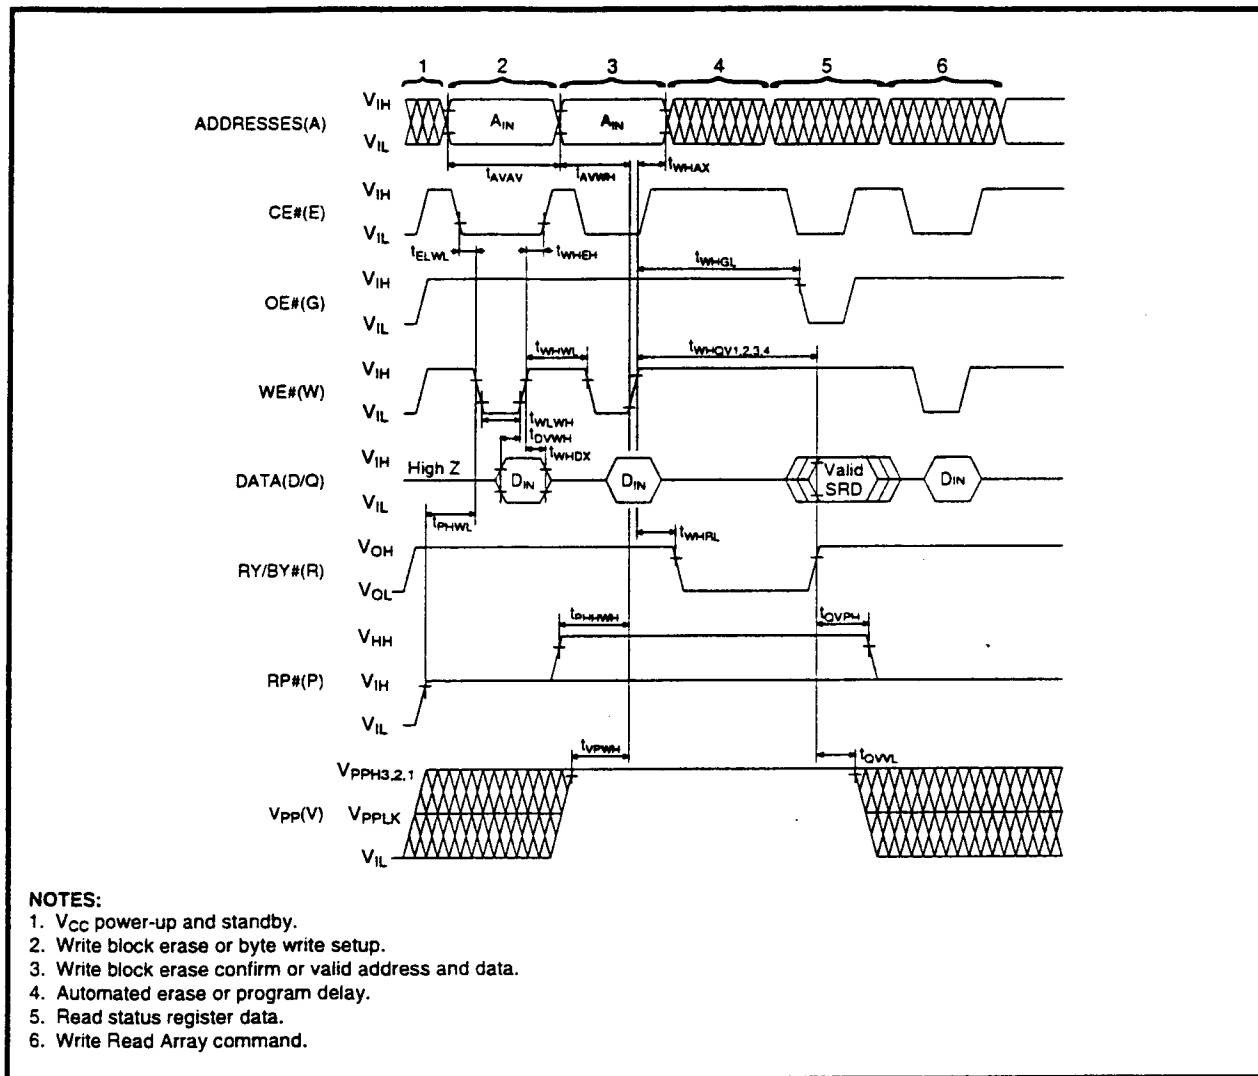 1 2 3 4 5 6
ADDRESSES(A) VIH AIN AIN
VIL
tAVAV tAVWH tWHAX
CE#(E) VIH
VIL
tELWL tWHEH
tWHGL
OE#(G) VIH
VIL
tWHWL tWHQV1,2,3,4
WE#(W) VIH
VIL
tWLWH
tDVWH
tWHDX
DATA(D/Q) VIH High Z DIN DIN Valid SRD DIN
VIL
tPHWL
tWHRL
RY/BY#(R) VOH
VOL
tPHHWH tQVPH
VHH
RP#(P) VIH
VIL
tVPWH tQVVL
VPPH3,2,1
VPP(V) VPPLK
VIL
NOTES:
1. VCC power-up and standby.
2. Write block erase or byte write setup.
3. Write block erase confirm or valid address and data.
4. Automated erase or program delay.
5. Read status register data.
6. Write Read Array command.